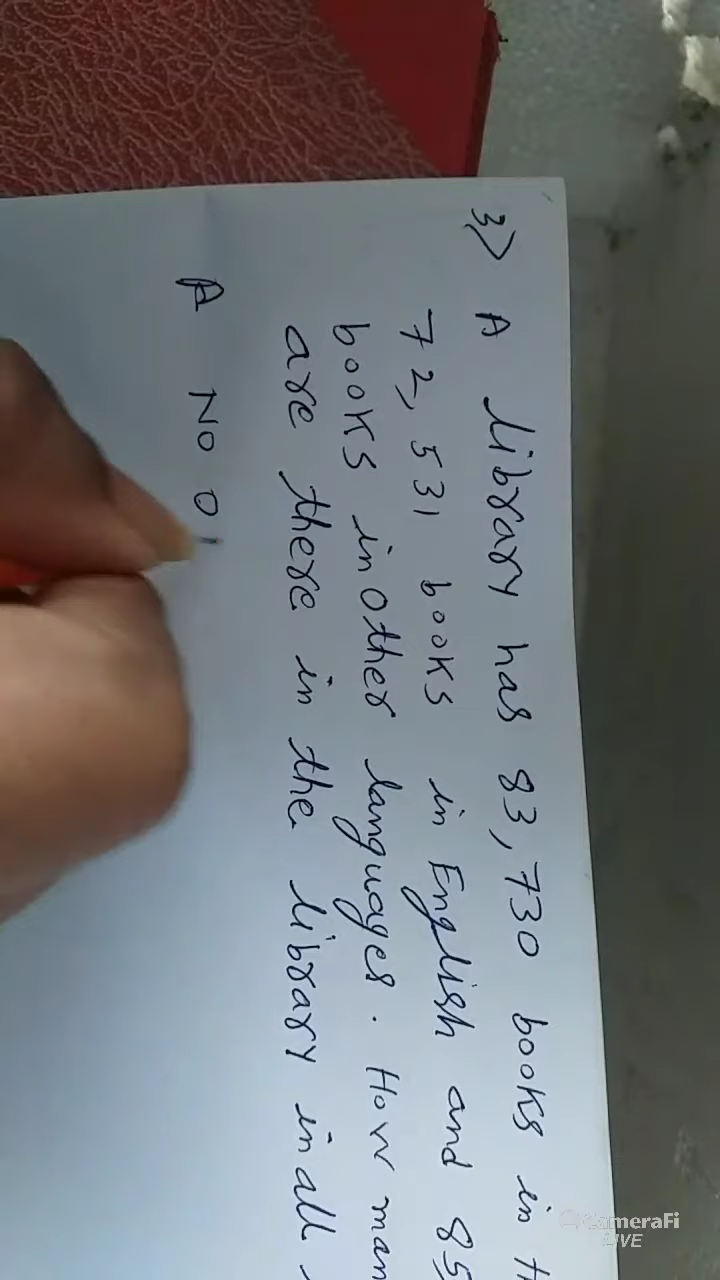 3) A library has 83,730 books in
72,531 books in English and 85
books in other languages. How
are there in the library in all
A No o
CameraFi
LIVE